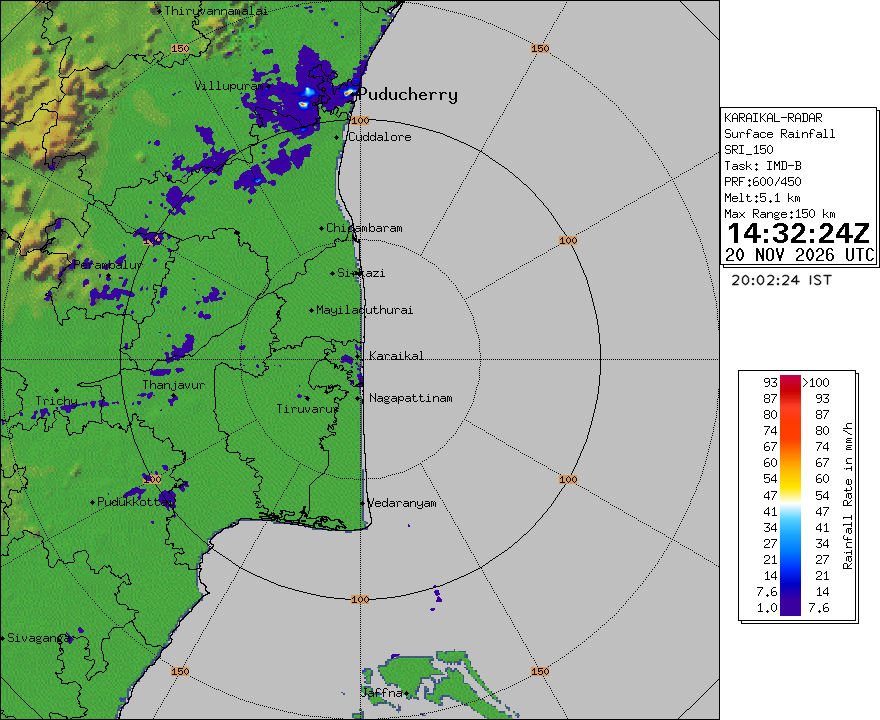 Thiruvannamalai
150
150
Villupuram
Puducherry
100
Cuddalore
Chidambaram
100
100
Perambalur
Sirkazi
Mayiladuthurai
Karaikal
Thanjavur
Trichy
Tiruvarur
Nagapattinam
100
100
Pudukkottai
Vedaranyam
100
Sivaganga
150
150
Jaffna
KARAIKAL-RADAR
Surface Rainfall
SRI_150
Task: IMD-B
PRF:600/450
Melt:5.1 km
Max Range:150 km
14:32:24Z
20 NOV 2026 UTC
20:02:24 IST
93 >100
87 93
80 87
74 80
67 74
60 67
54 60
47 54
41 47
34 41
27 34
21 27
14 21
7.6 14
1.0 7.6
Rainfall Rate in mm/h